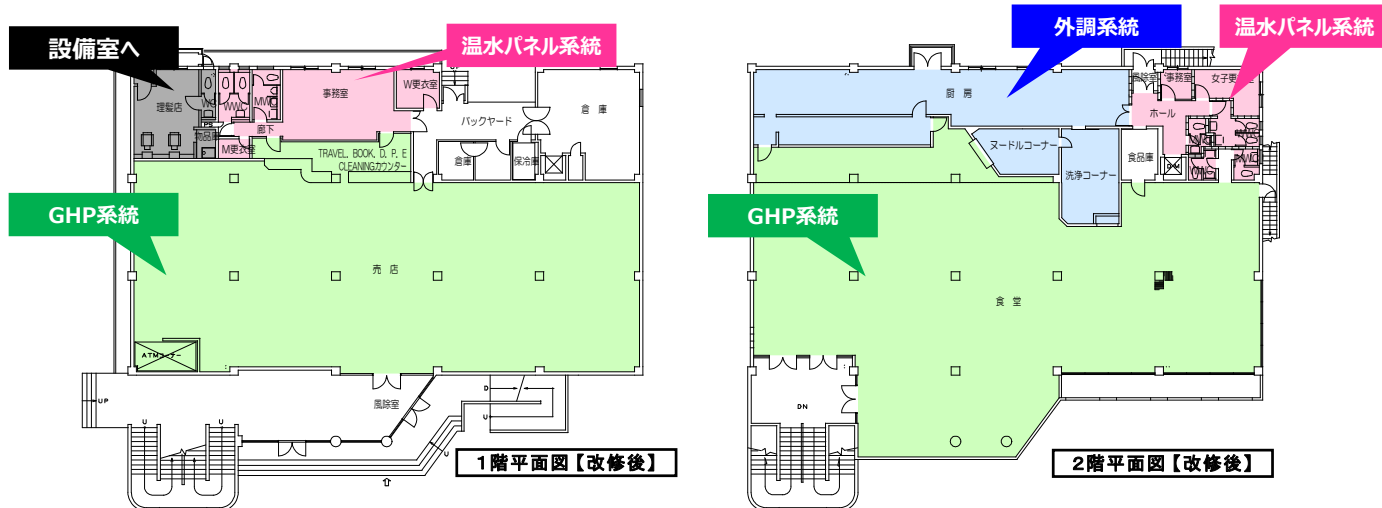 設備室へ
温水パネル系統
理髪店
WC
WWC
MWC
事務室
W更衣室
物品庫
廊下
M更衣室
バックヤード
倉庫
TRAVEL, BOOK, D, P, E
CLEANINGカウンター
倉庫
保冷庫
GHP系統
売店
ATMコーナー
風除室
UP
U
U
D
U
U
1階平面図【改修後】
外調系統
温水パネル系統
厨房
風除室
事務室
ホール
ヌードルコーナー
洗浄コーナー
食品庫
GHP系統
食堂
DN
2階平面図【改修後】